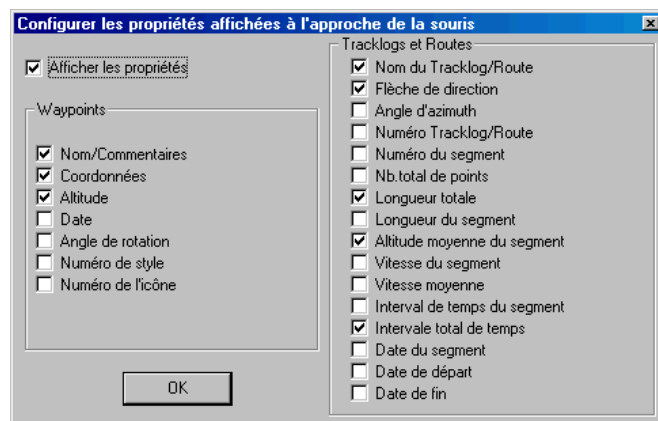 Configurer les propriétés affichées à l'approche de la souris
Afficher les propriétés
Waypoints
Nom/Commentaires
Coordonnées
Altitude
Date
Angle de rotation
Numéro de style
Numéro de l'icône
OK
Tracklogs et Routes
Nom du Tracklog/Route
Flèche de direction
Angle d'azimuth
Numéro Tracklog/Route
Numéro du segment
Nb.total de points
Longueur totale
Longueur du segment
Altitude moyenne du segment
Vitesse du segment
Vitesse moyenne
Interval de temps du segment
Intervale total de temps
Date du segment
Date de départ
Date de fin